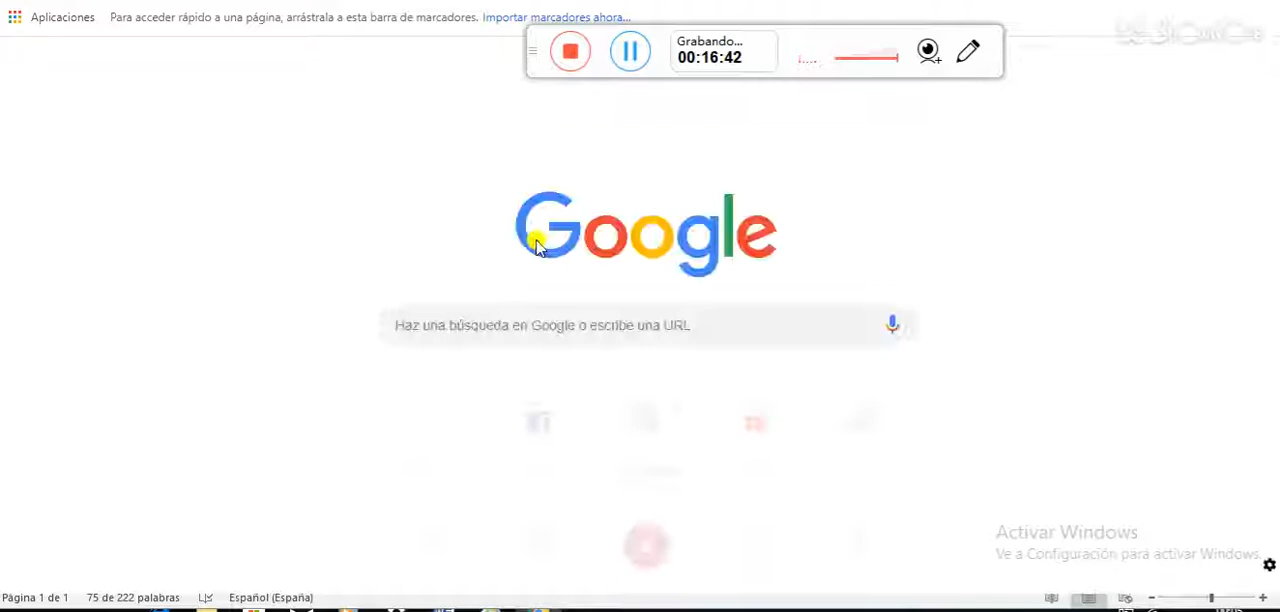 Aplicaciones Para acceder rápido a una página, arrástrala a esta barra de marcadores. Importar marcadores ahora...
Grabando...
00:16:42
Google
Haz una búsqueda en Google o escribe una URL
Activar Windows
Ve a Configuración para activar Windows.
Página 1 de 1 75 de 222 palabras Español (España)